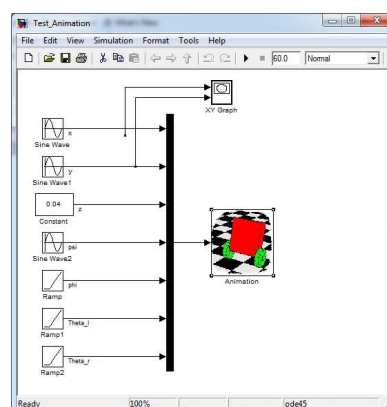 Test_Animation
File Edit View Simulation Format Tools Help
60.0 Normal
XY Graph
x
Sine Wave
y
Sine Wave1
0.04 z
Constant
psi
Sine Wave2
phi
Ramp
Theta_l
Ramp1
Theta_r
Ramp2
Animation
Ready 100% ode45